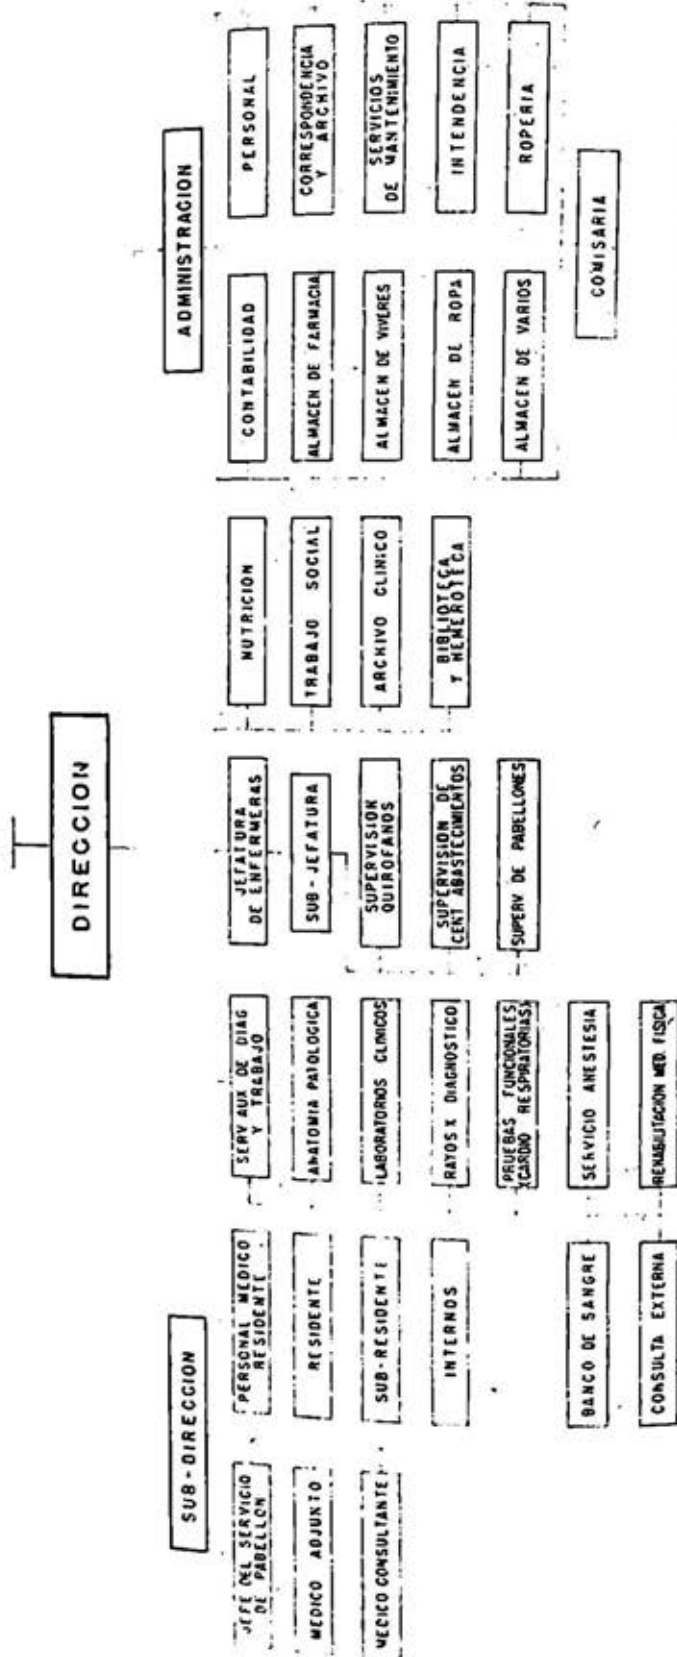 DIRECCION
SUB-DIRECCION
ADMINISTRACION
JEFE DEL SERVICIO
DE PABELLON
MEDICO ADJUNTO
MEDICO CONSULTANTE
PERSONAL MEDICO
RESIDENTE
RESIDENTE
SUB-RESIDENTE
INTERNOS
BANCO DE SANGRE
CONSULTA EXTERNA
SERV AUX DE DIAG
Y TRABAJO
ANATOMIA PATOLOGICA
LABORATORIOS CLINICOS
RAYOS X DIAGNOSTICO
PRUEBAS FUNCIONALES
(CARDIO RESPIRATORIAS)
SERVICIO ANESTESIA
REHABILITACION MED. FISICA
JEFATURA
DE ENFERMERAS
SUB-JEFATURA
SUPERVISION
QUIROFANOS
SUPERVISION DE
CENT ABASTECIMIENTOS
SUPERV DE PABELLONES
NUTRICION
TRABAJO SOCIAL
ARCHIVO CLINICO
BIBLIOTECA
Y HEMEROTECA
CONTABILIDAD
ALMACEN DE FARMACIA
ALMACEN DE VIVERES
ALMACEN DE ROPA
ALMACEN DE VARIOS
PERSONAL
CORRESPONDENCIA
Y ARCHIVO
SERVICIOS
DE MANTENIMIENTO
INTENDENCIA
ROPERIA
COMISARIA